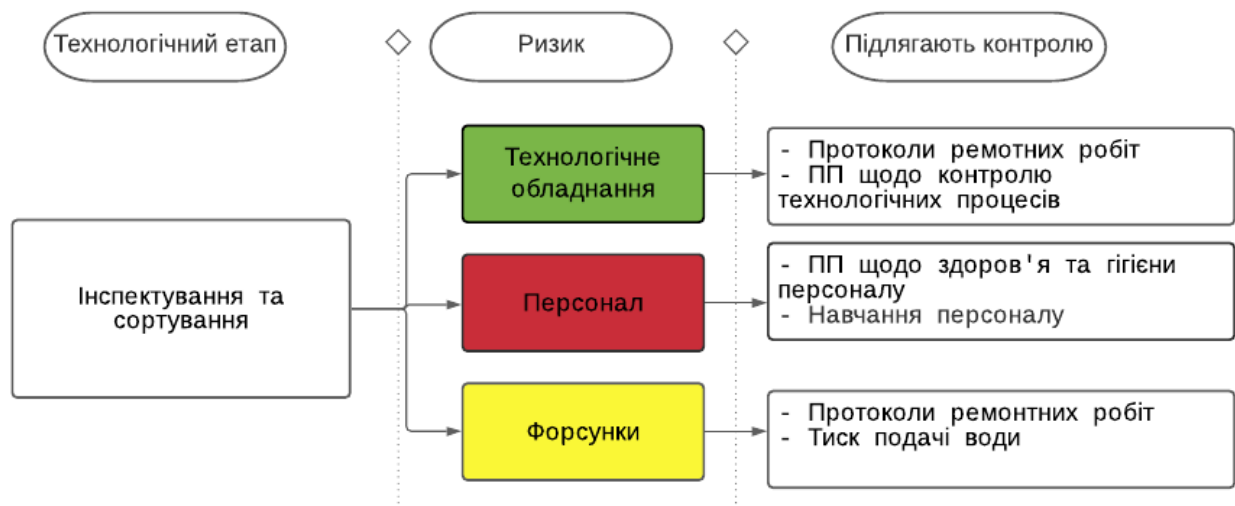 Технологічний етап
Ризик
Підлягають контролю
Інспектування та
сортування
Технологічне
обладнання
- Протоколи ремотних робіт
- ПП щодо контролю
технологічних процесів
Персонал
- ПП щодо здоров'я та гігієни
персоналу
- Навчання персоналу
Форсунки
- Протоколи ремонтних робіт
- Тиск подачі води